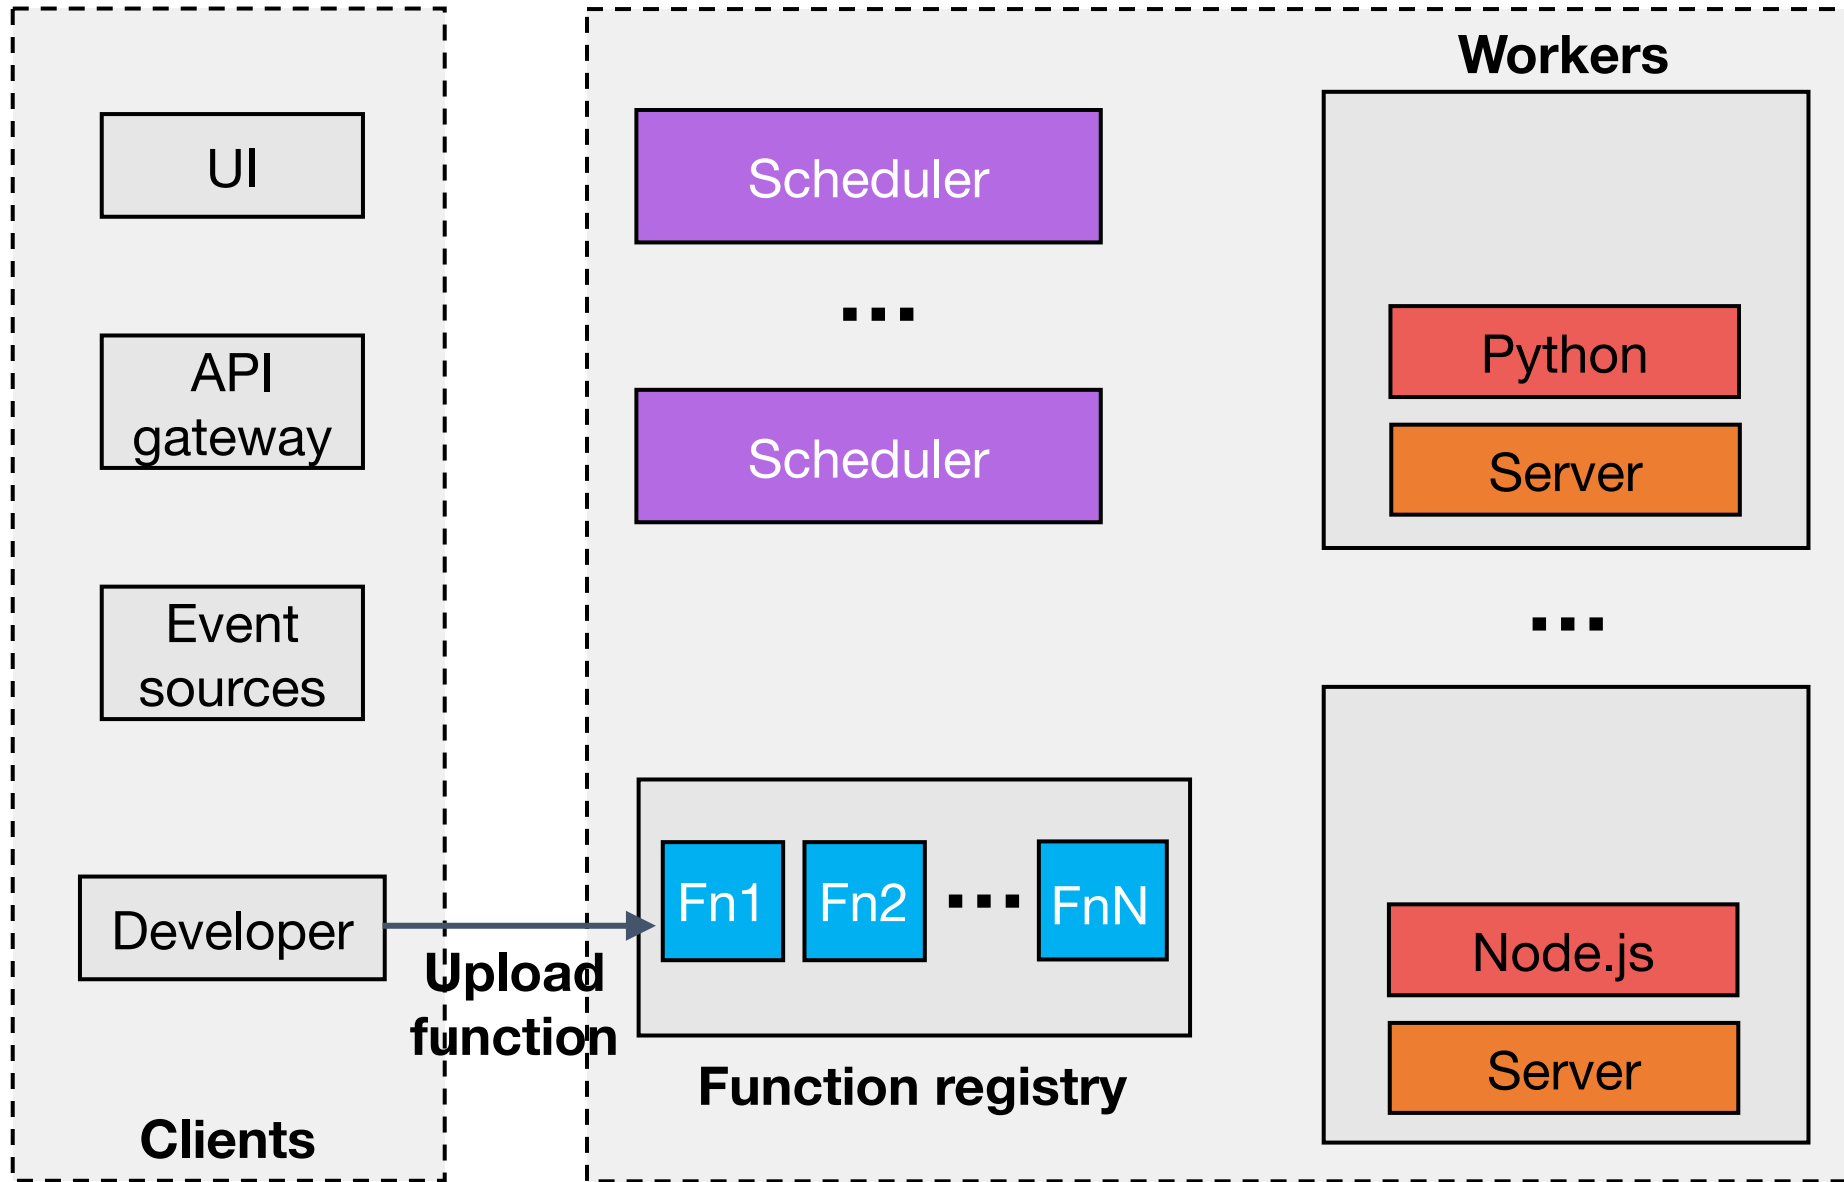 UI
API
gateway
Event
sources
Developer
Clients
Upload
function
Scheduler
...
Scheduler
Fn1 Fn2 ... FnN
Function registry
Workers
Python
Server
...
Node.js
Server